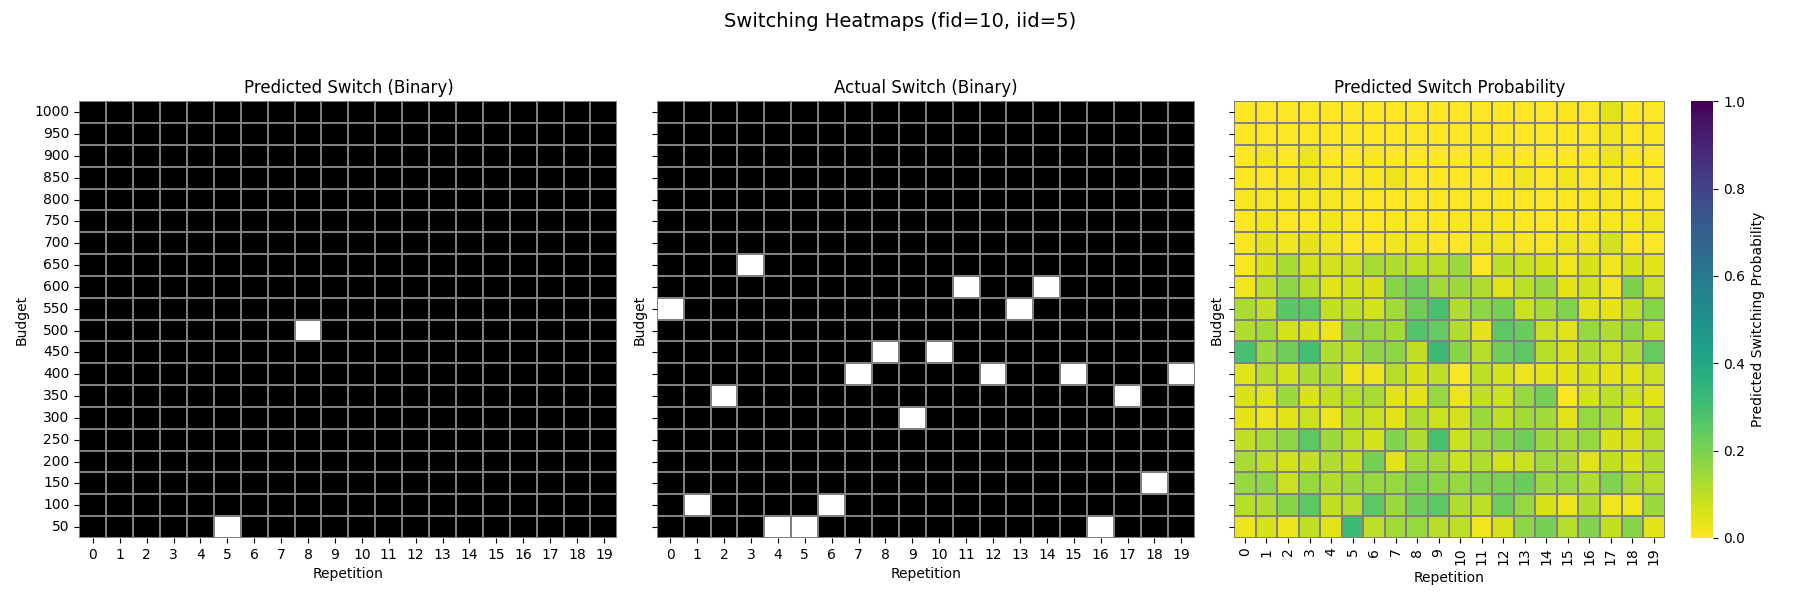 Switching Heatmaps (fid=10, iid=5)
Predicted Switch (Binary)
Budget
1000
950
900
850
800
750
700
650
600
550
500
450
400
350
300
250
200
150
100
50
0 1 2 3 4 5 6 7 8 9 10 11 12 13 14 15 16 17 18 19
Repetition
Actual Switch (Binary)
Budget
0 1 2 3 4 5 6 7 8 9 10 11 12 13 14 15 16 17 18 19
Repetition
Predicted Switch Probability
Budget
0 1 2 3 4 5 6 7 8 9 10 11 12 13 14 15 16 17 18 19
Repetition
1.0
0.8
0.6
0.4
0.2
0.0
Predicted Switching Probability